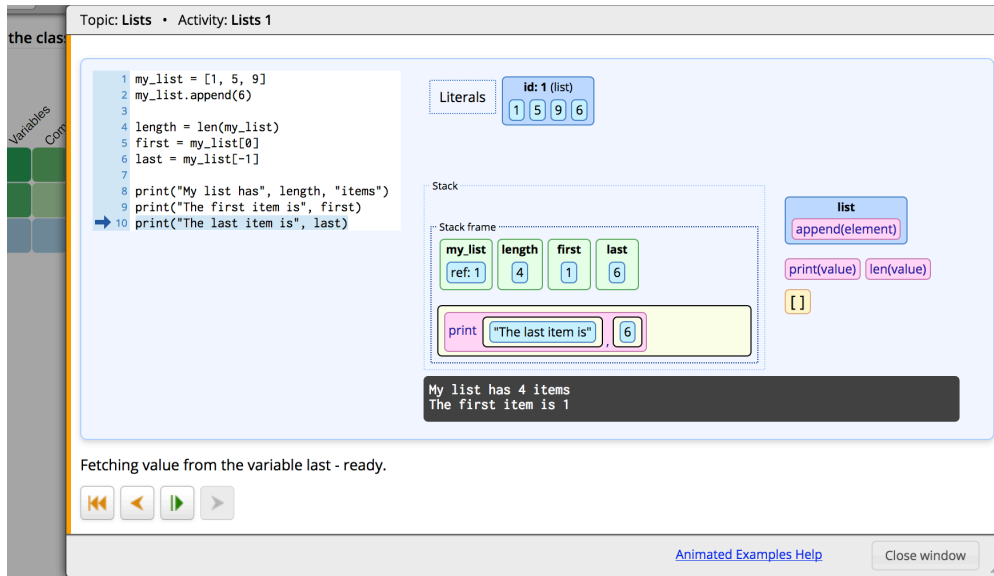 Topic: Lists • Activity: Lists 1
the clas
Variables
Com
1 my_list = [1, 5, 9]
2 my_list.append(6)
3
4 length = len(my_list)
5 first = my_list[0]
6 last = my_list[-1]
7
8 print("My list has", length, "items")
9 print("The first item is", first)
10 print("The last item is", last)
Literals
id: 1 (list)
1 5 9 6
Stack
Stack frame
my_list length first last
ref: 1 4 1 6
print "The last item is" , 6
list
append(element)
print(value) len(value)
[ ]
My list has 4 items
The first item is 1
Fetching value from the variable last - ready.
Animated Examples Help
Close window